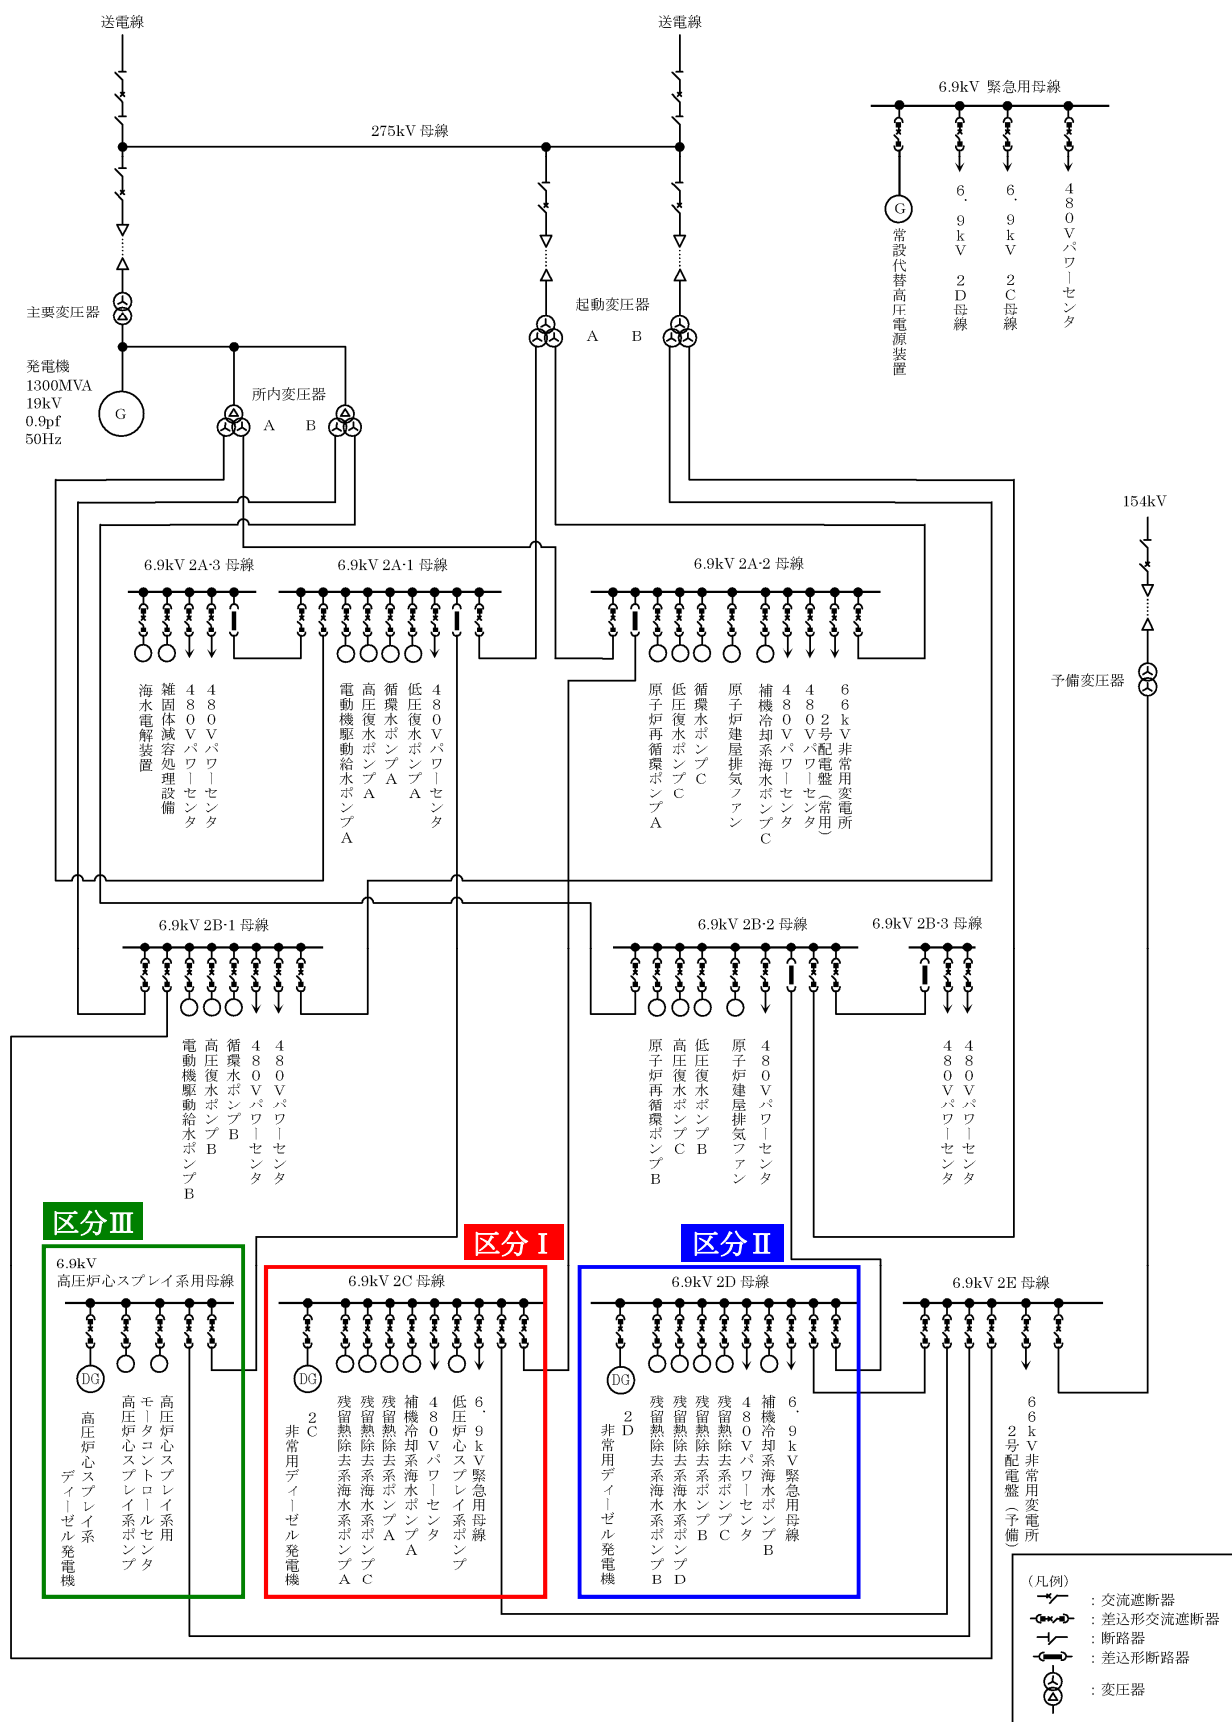 送電線
送電線
6.9kV 緊急用母線
275kV 母線
G
常設代替高圧電源装置
6.9kV 2D母線
6.9kV 2C母線
480Vパワーセンタ
主要変圧器
起動変圧器
A
B
発電機
1300MVA
19kV
0.9pf
50Hz
G
所内変圧器
A
B
154kV
予備変圧器
6.9kV 2A-3 母線
6.9kV 2A-1 母線
6.9kV 2A-2 母線
海水電解装置
雑固体減容処理設備
480Vパワーセンタ
480Vパワーセンタ
電動機駆動給水ポンプA
高圧復水ポンプA
循環水ポンプA
低圧復水ポンプA
480Vパワーセンタ
原子炉再循環ポンプA
低圧復水ポンプC
循環水ポンプC
原子炉建屋排気ファン
補機冷却系海水ポンプC
480Vパワーセンタ
480Vパワーセンタ
66kV非常用変電所
2号配電盤(常用)
6.9kV 2B-1 母線
6.9kV 2B-2 母線
6.9kV 2B-3 母線
電動機駆動給水ポンプB
高圧復水ポンプB
循環水ポンプB
480Vパワーセンタ
480Vパワーセンタ
原子炉再循環ポンプB
高圧復水ポンプC
低圧復水ポンプB
原子炉建屋排気ファン
480Vパワーセンタ
480Vパワーセンタ
480Vパワーセンタ
区分Ⅲ
区分Ⅰ
区分Ⅱ
6.9kV
高圧炉心スプレイ系用母線
6.9kV 2C 母線
6.9kV 2D 母線
6.9kV 2E 母線
DG
DG
DG
高圧炉心スプレイ系
ディーゼル発電機
高圧炉心スプレイ系ポンプ
高圧炉心スプレイ系用
モータコントロールセンタ
2C
非常用ディーゼル発電機
残留熱除去系海水系ポンプA
残留熱除去系海水系ポンプC
残留熱除去系ポンプA
補機冷却系海水ポンプA
480Vパワーセンタ
低圧炉心スプレイ系ポンプ
6.9kV緊急用母線
2D
非常用ディーゼル発電機
残留熱除去系海水系ポンプB
残留熱除去系海水系ポンプD
残留熱除去系ポンプB
残留熱除去系ポンプC
480Vパワーセンタ
補機冷却系海水ポンプB
6.9kV緊急用母線
66kV非常用変電所
2号配電盤(予備)
(凡例)
:交流遮断器
:差込形交流遮断器
:断路器
:差込形断路器
:変圧器